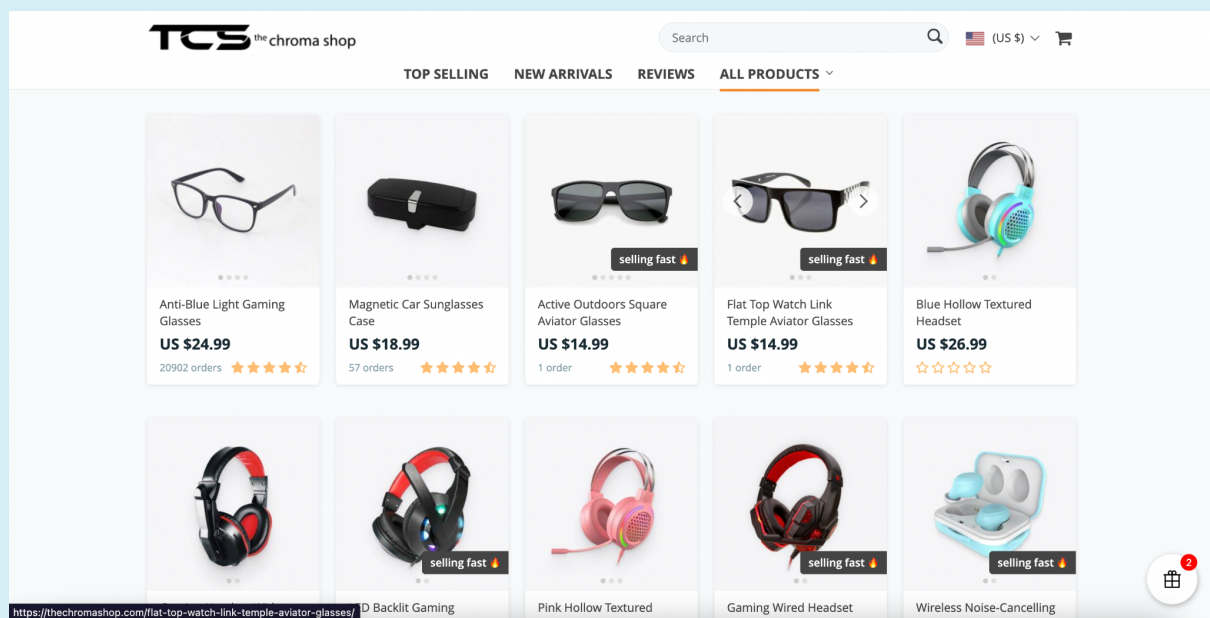 TCS the chroma shop
Search
(US $)
TOP SELLING NEW ARRIVALS REVIEWS ALL PRODUCTS
selling fast 🔥
selling fast 🔥
Anti-Blue Light Gaming
Glasses
US $24.99
20902 orders
Magnetic Car Sunglasses
Case
US $18.99
57 orders
Active Outdoors Square
Aviator Glasses
US $14.99
1 order
Flat Top Watch Link
Temple Aviator Glasses
US $14.99
1 order
Blue Hollow Textured
Headset
US $26.99
selling fast 🔥
selling fast 🔥
selling fast 🔥
2
Backlit Gaming
Pink Hollow Textured
Gaming Wired Headset
Wireless Noise-Cancelling
https://thechromashop.com/flat-top-watch-link-temple-aviator-glasses/